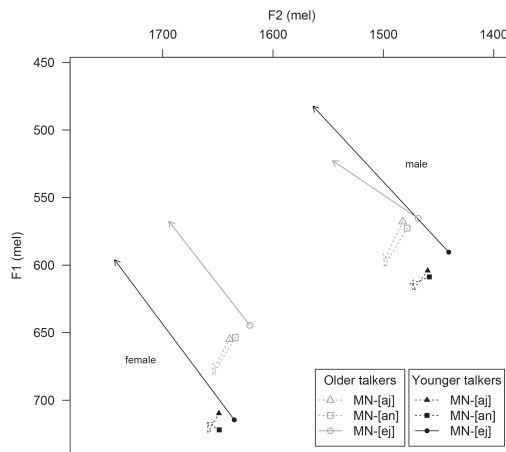 F2 (mel)
1700 1600 1500 1400
F1 (mel)
450
500
550
600
650
700
male
female
Older talkers
MN-[aj]
MN-[an]
MN-[ej]
Younger talkers
MN-[aj]
MN-[an]
MN-[ej]